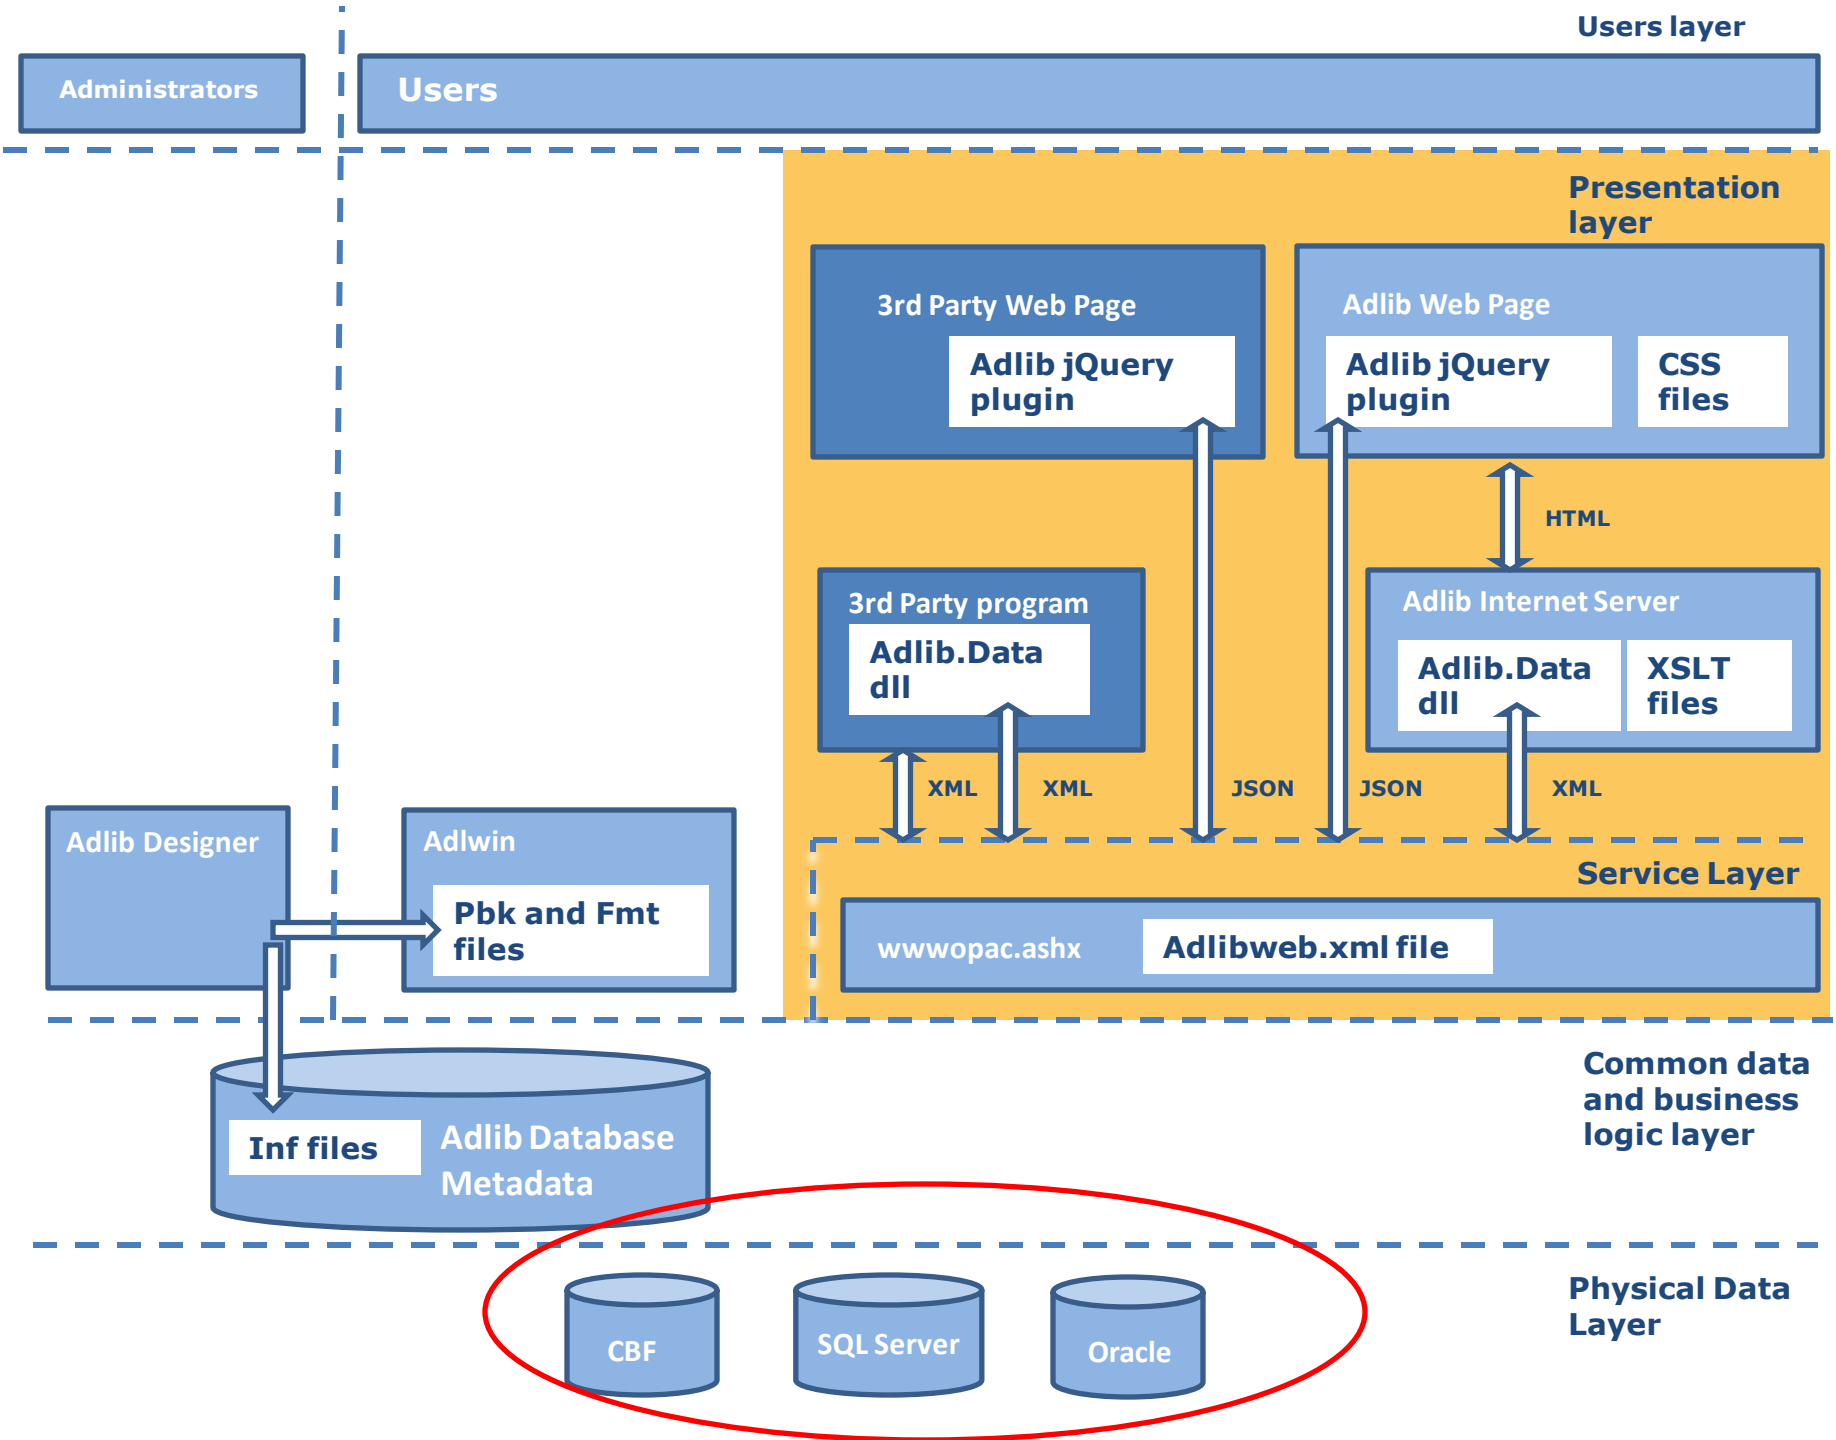 Users layer
Administrators
Users
Presentation
layer
3rd Party Web Page
Adlib jQuery
plugin
Adlib Web Page
Adlib jQuery
plugin
CSS
files
HTML
3rd Party program
Adlib.Data
dll
Adlib Internet Server
Adlib.Data
dll
XSLT
files
XML
XML
JSON
JSON
XML
Adlib Designer
Adlwin
Pbk and Fmt
files
Service Layer
wwwopac.ashx
Adlibweb.xml file
Common data
and business
logic layer
Inf files
Adlib Database
Metadata
Physical Data
Layer
CBF
SQL Server
Oracle